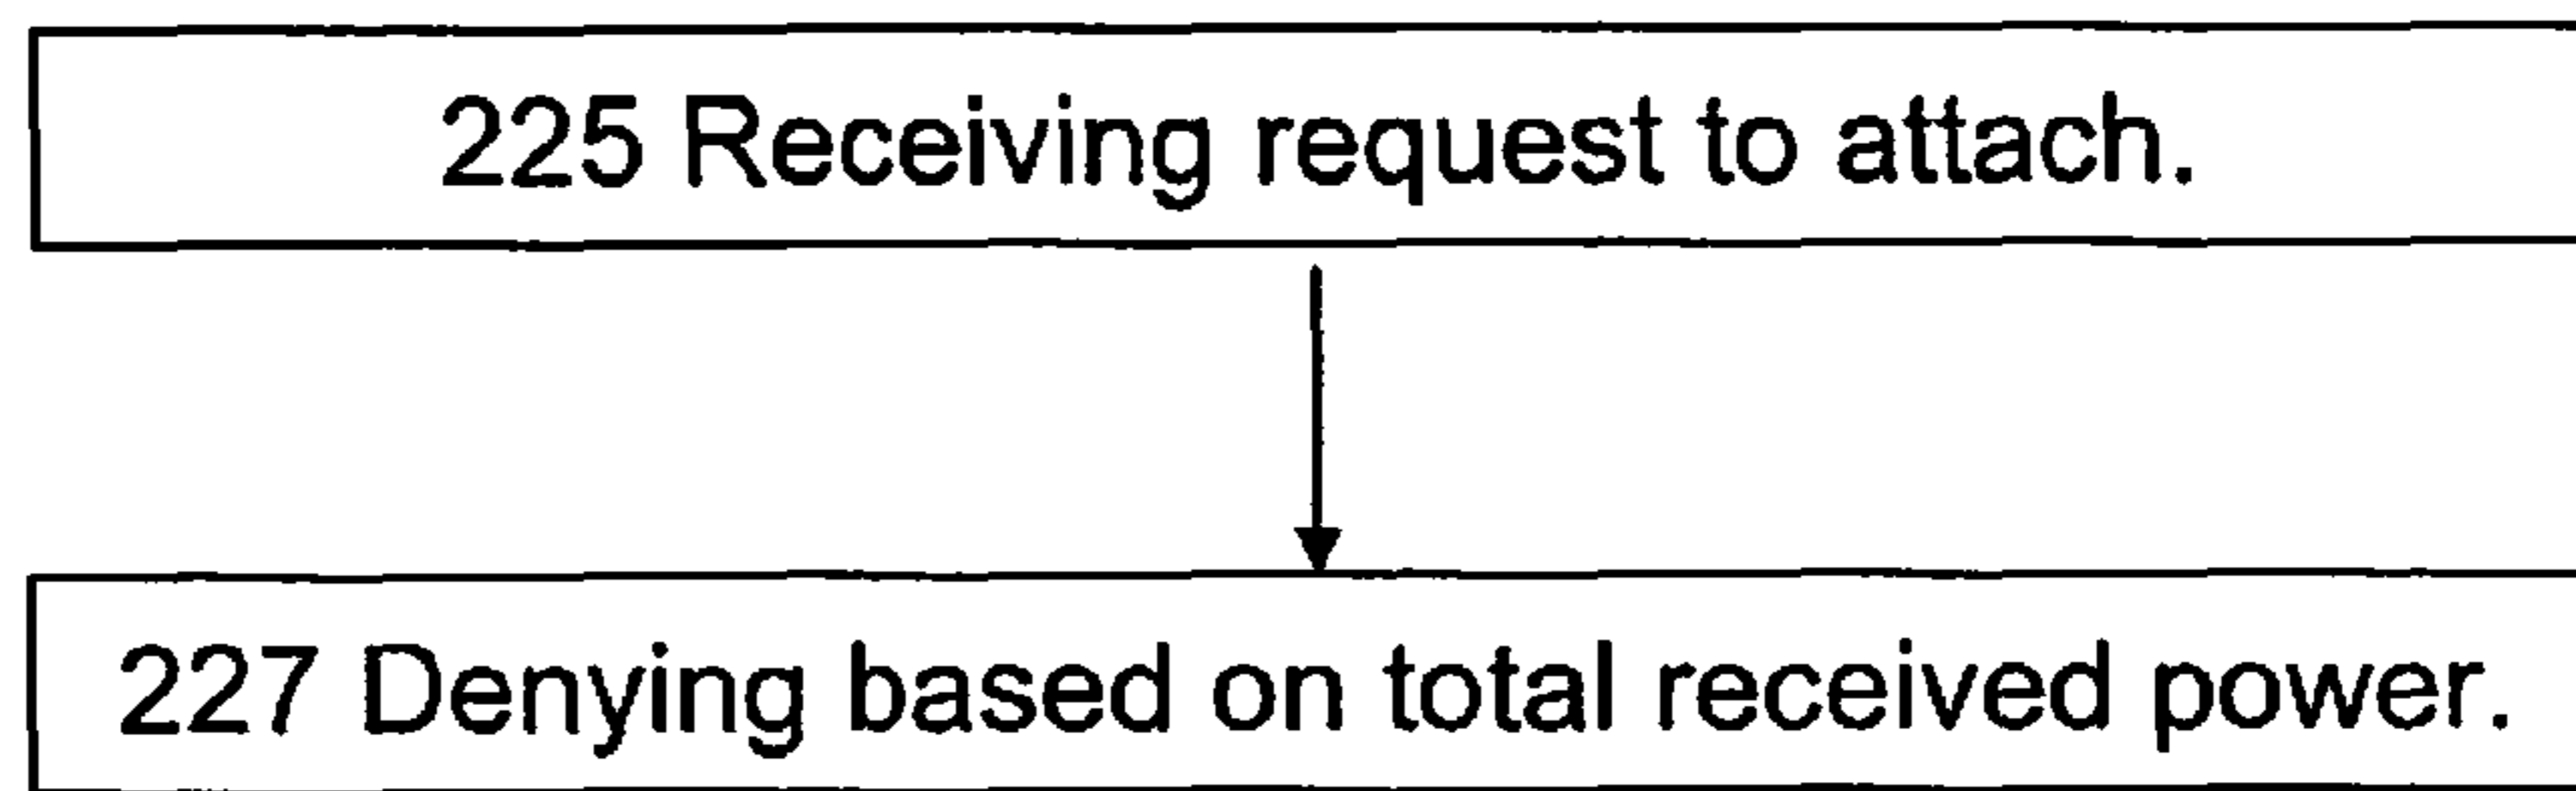 225 Receiving request to attach.
227 Denying based on total received power.